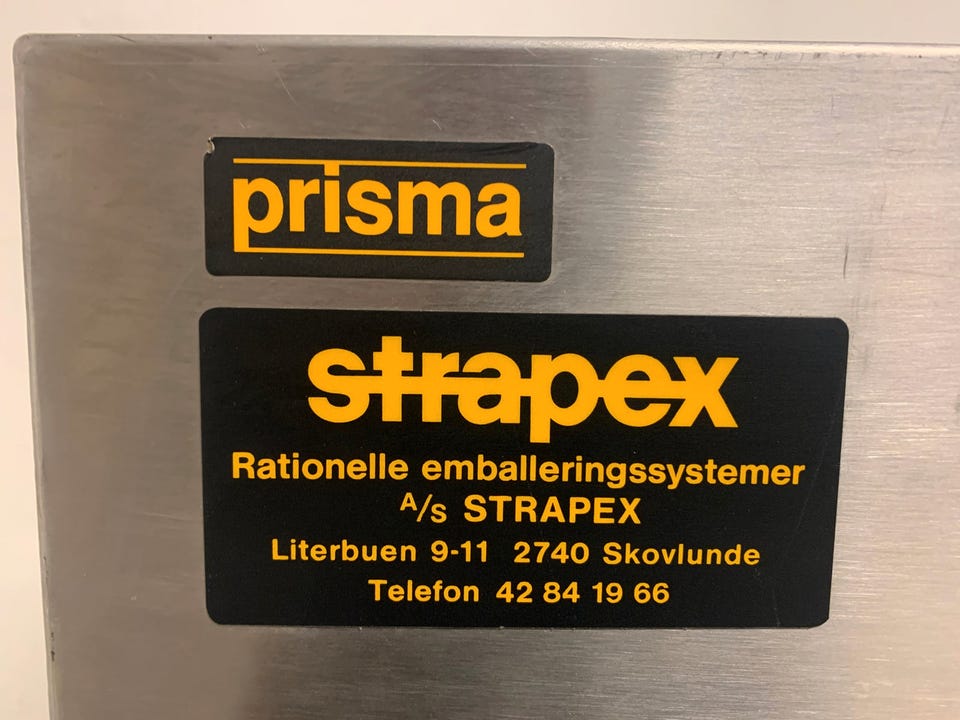 prisma
strapex
Rationelle emballeringssystemer
A/S STRAPEX
Literbuen 9-11 2740 Skovlunde
Telefon 42 84 19 66